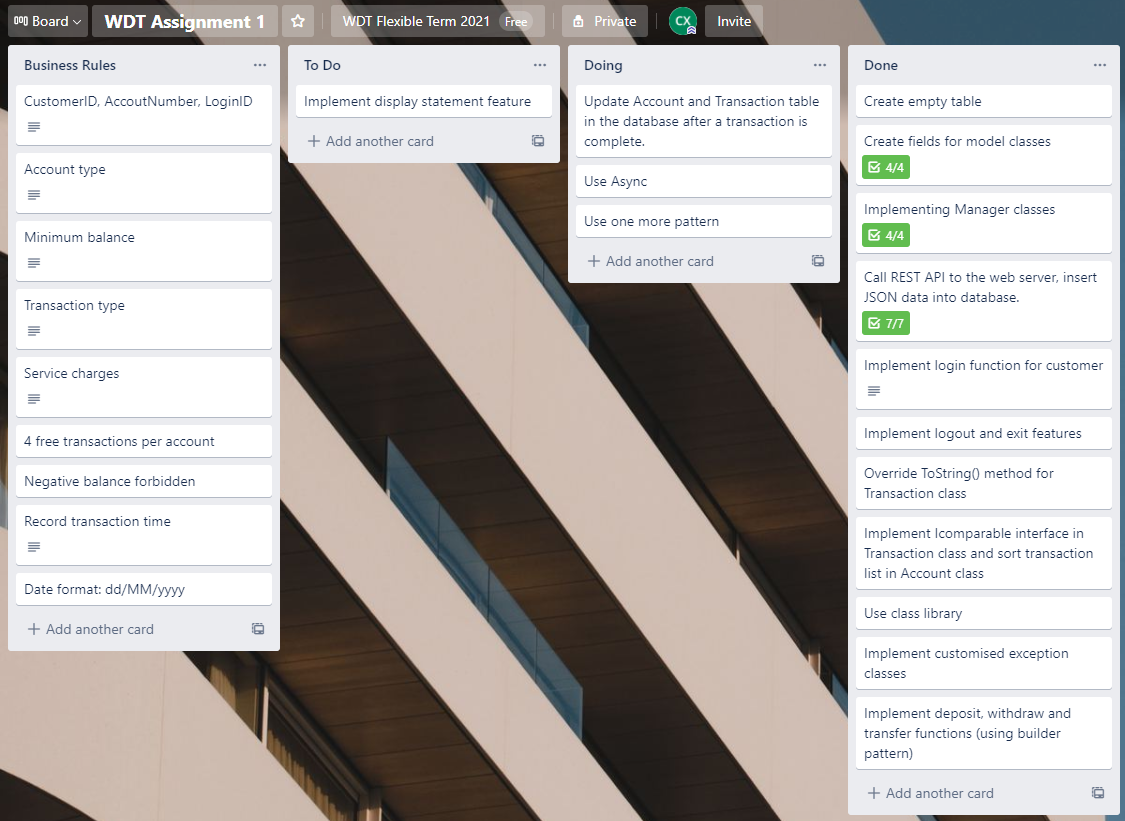 Board
WDT Assignment 1
WDT Flexible Term 2021 Free
Private
CX
Invite
Business Rules
CustomerID, AccoutNumber, LoginID
Account type
Minimum balance
Transaction type
Service charges
4 free transactions per account
Negative balance forbidden
Record transaction time
Date format: dd/MM/yyyy
+ Add another card
To Do
Implement display statement feature
+ Add another card
Doing
Update Account and Transaction table
in the database after a transaction is
complete.
Use Async
Use one more pattern
+ Add another card
Done
Create empty table
Create fields for model classes
4/4
Implementing Manager classes
4/4
Call REST API to the web server, insert
JSON data into database.
7/7
Implement login function for customer
Implement logout and exit features
Override ToString() method for
Transaction class
Implement Icomparable interface in
Transaction class and sort transaction
list in Account class
Use class library
Implement customised exception
classes
Implement deposit, withdraw and
transfer functions (using builder
pattern)
+ Add another card